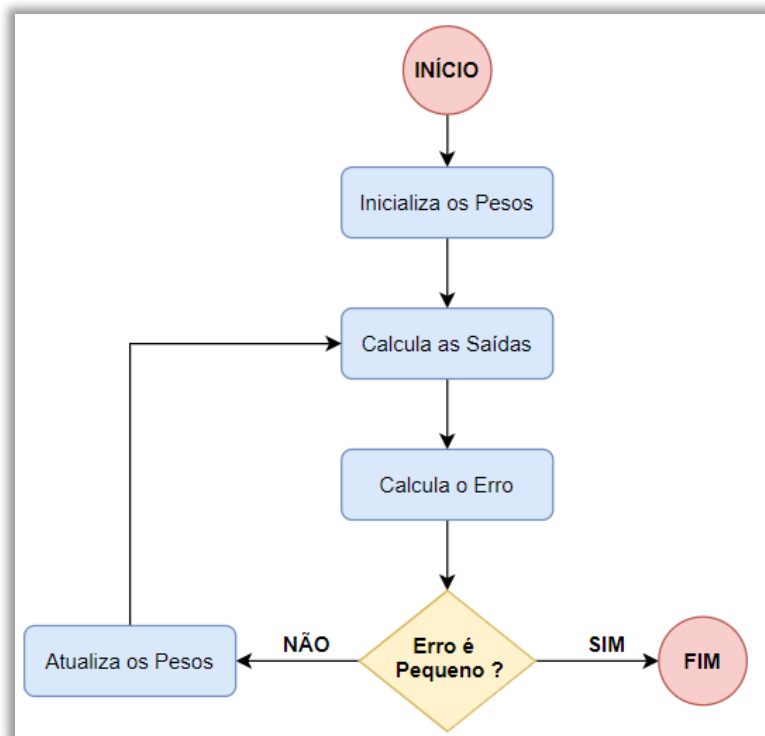 INÍCIO
Inicializa os Pesos
Calcula as Saídas
Calcula o Erro
Erro é
Pequeno ?
NÃO
SIM
Atualiza os Pesos
FIM